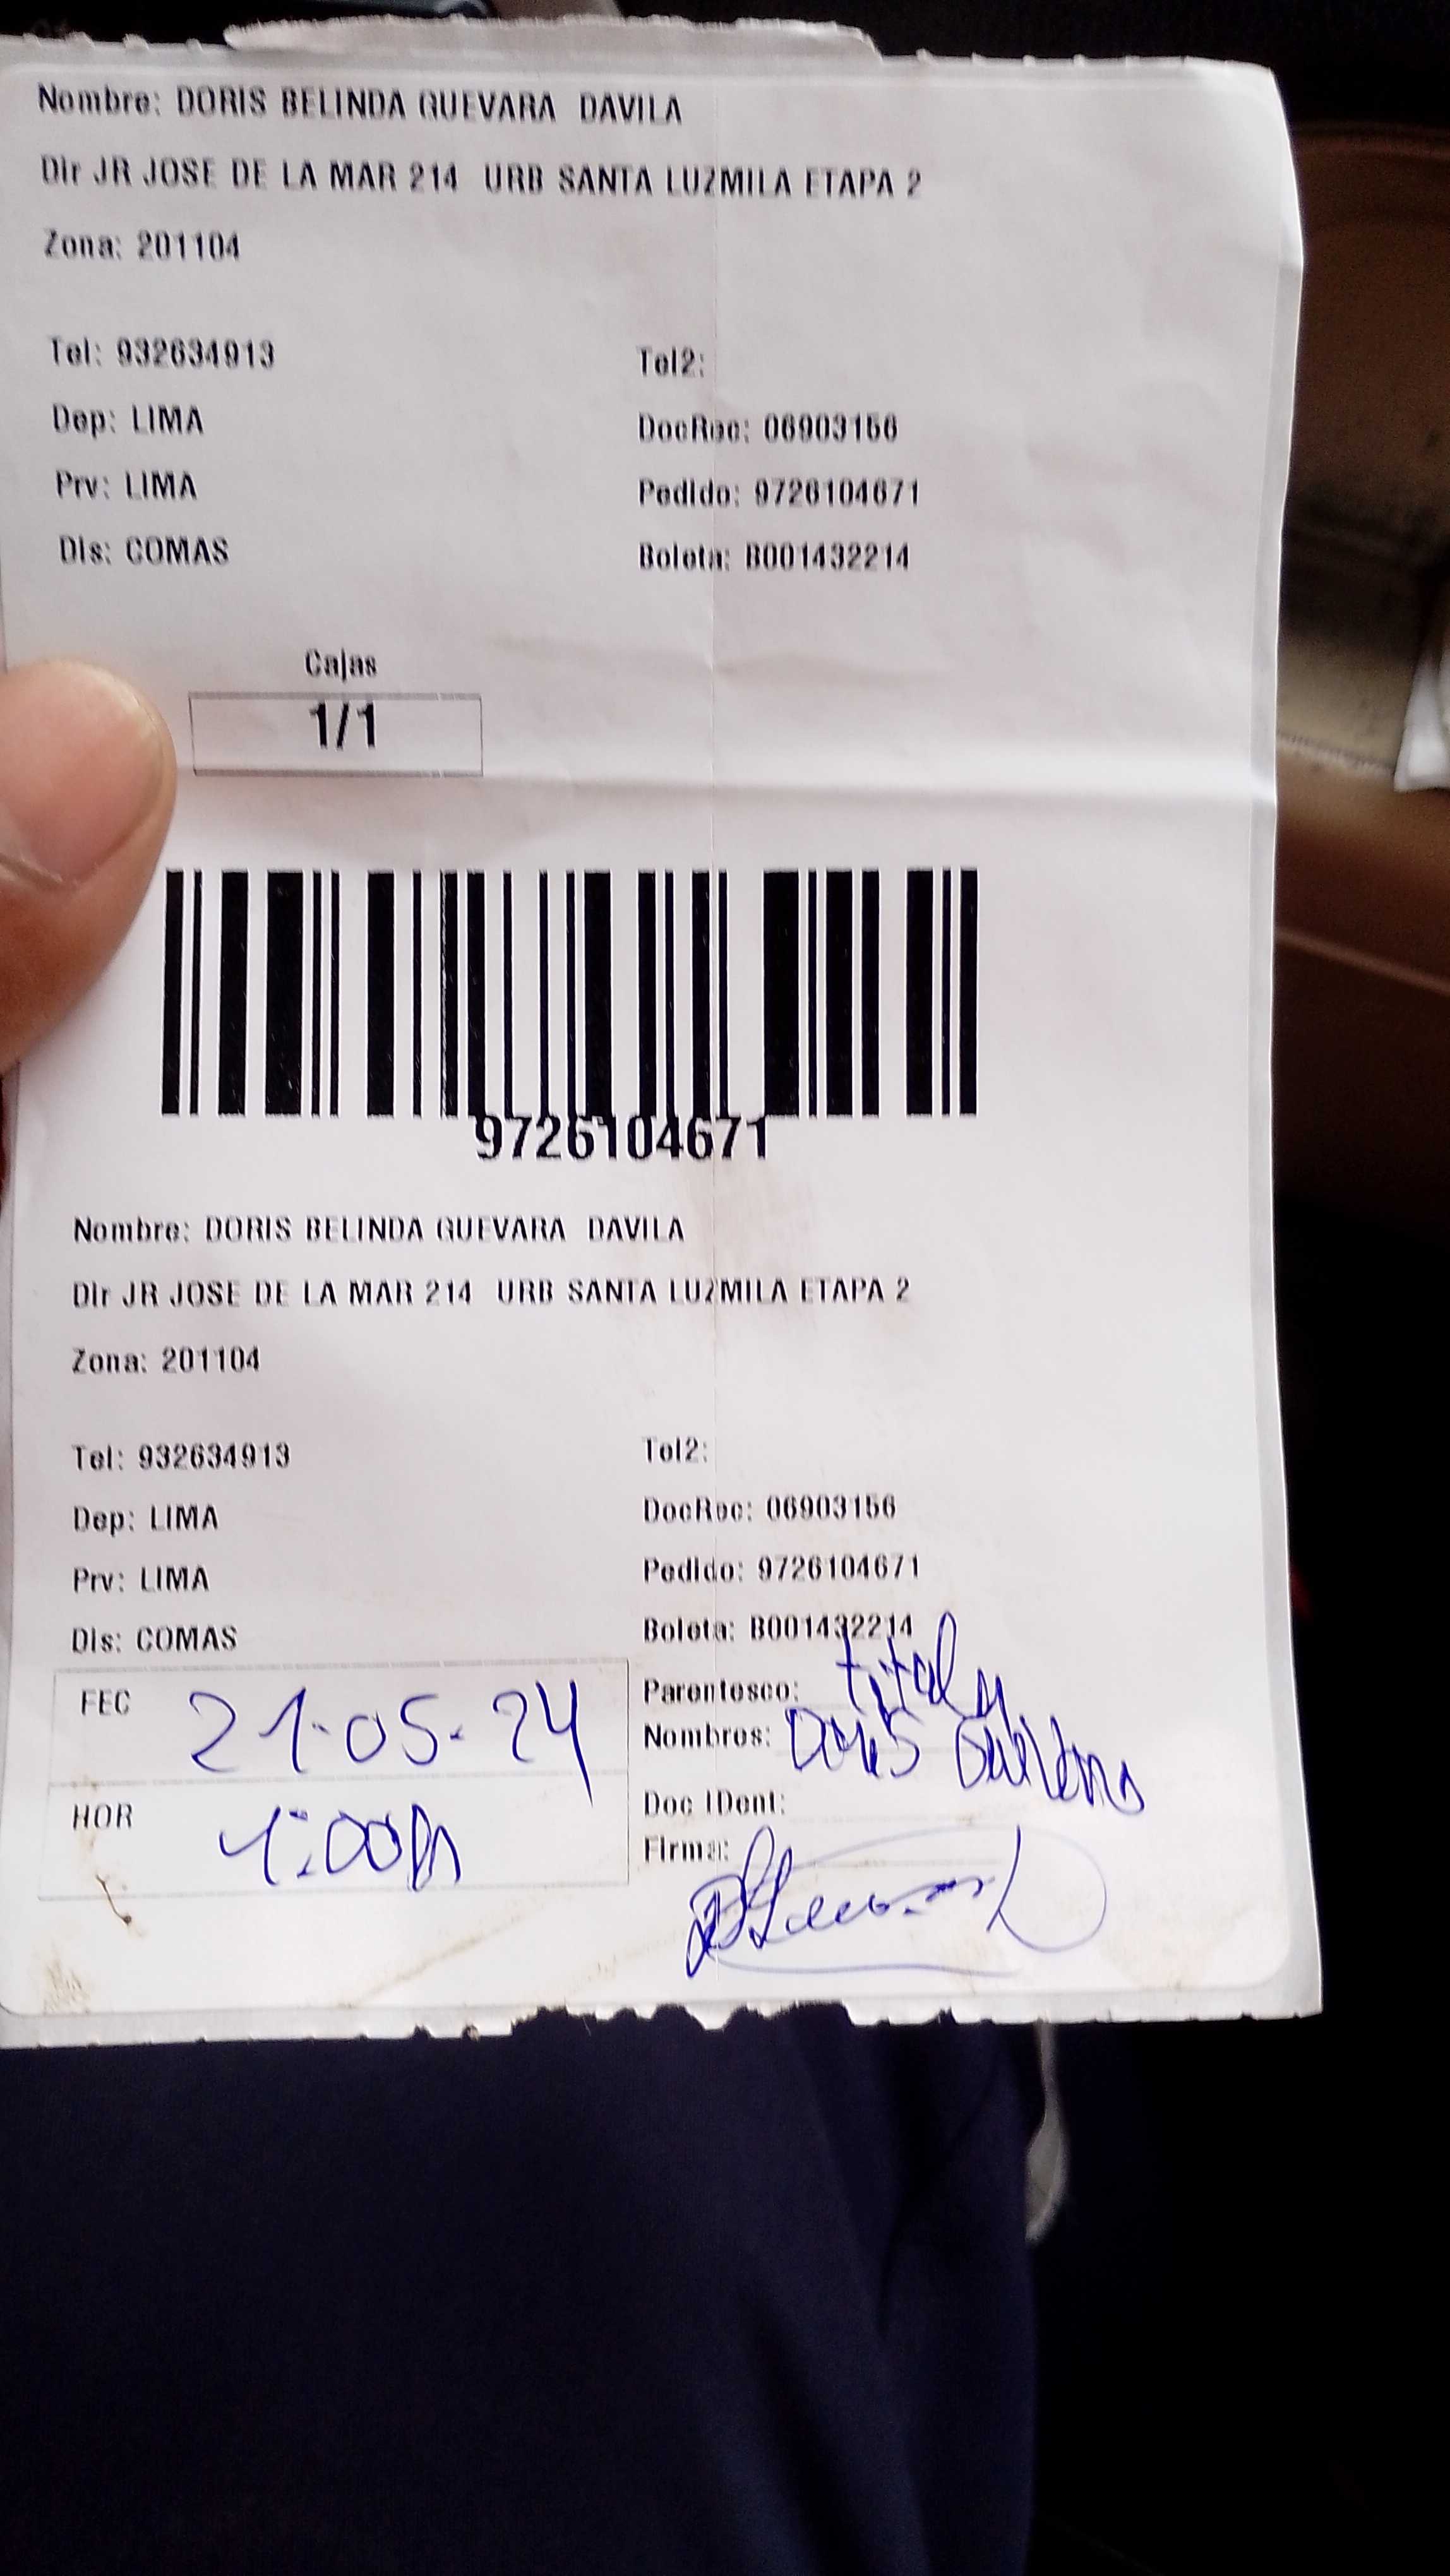 Nombre: DORIS BELINDA GUEVARA DAVILA
Dir JR JOSE DE LA MAR 214 URB SANTA LUZMILA ETAPA 2
Zona: 201104
Tel: 932634913 Tel2:
Dep: LIMA DocRec: 06903156
Prv: LIMA Pedido: 9726104671
Dis: COMAS Boleta: B001432214
Cajas
1/1
9726104671
Nombre: DORIS BELINDA GUEVARA DAVILA
Dir JR JOSE DE LA MAR 214 URB SANTA LUZMILA ETAPA 2
Zona: 201104
Tel: 932634913 Tel2:
Dep: LIMA DocRec: 06903156
Prv: LIMA Pedido: 9726104671
Dis: COMAS Boleta: B001432214
FEC 21-05-24 Parentesco:
Nombres: Doris Guevara
HOR 1:00 Doc IDent:
Firma: